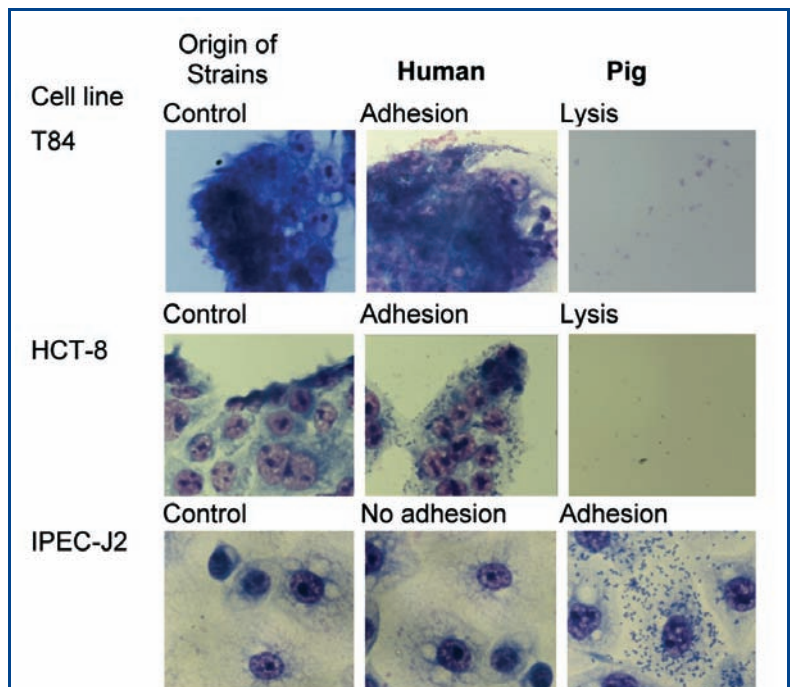 Origin of
Strains
Human
Pig
Cell line
Control
Adhesion
Lysis
T84
Control
Adhesion
Lysis
HCT-8
Control
No adhesion
Adhesion
IPEC-J2